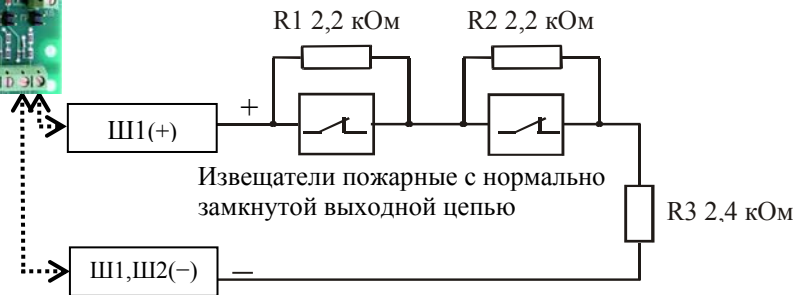 R1 2,2 кОм
R2 2,2 кОм
Ш1(+)
+
Извещатели пожарные с нормально
замкнутой выходной цепью
R3 2,4 кОм
Ш1,Ш2(−)
−